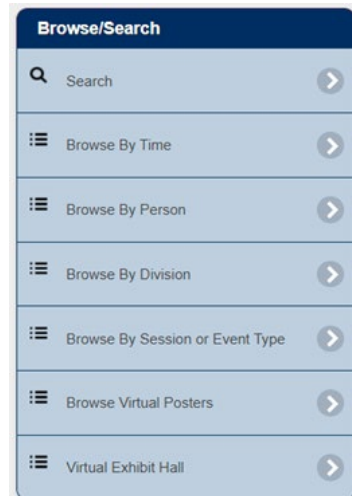 Browse/Search
Search
Browse By Time
Browse By Person
Browse By Division
Browse By Session or Event Type
Browse Virtual Posters
Virtual Exhibit Hall